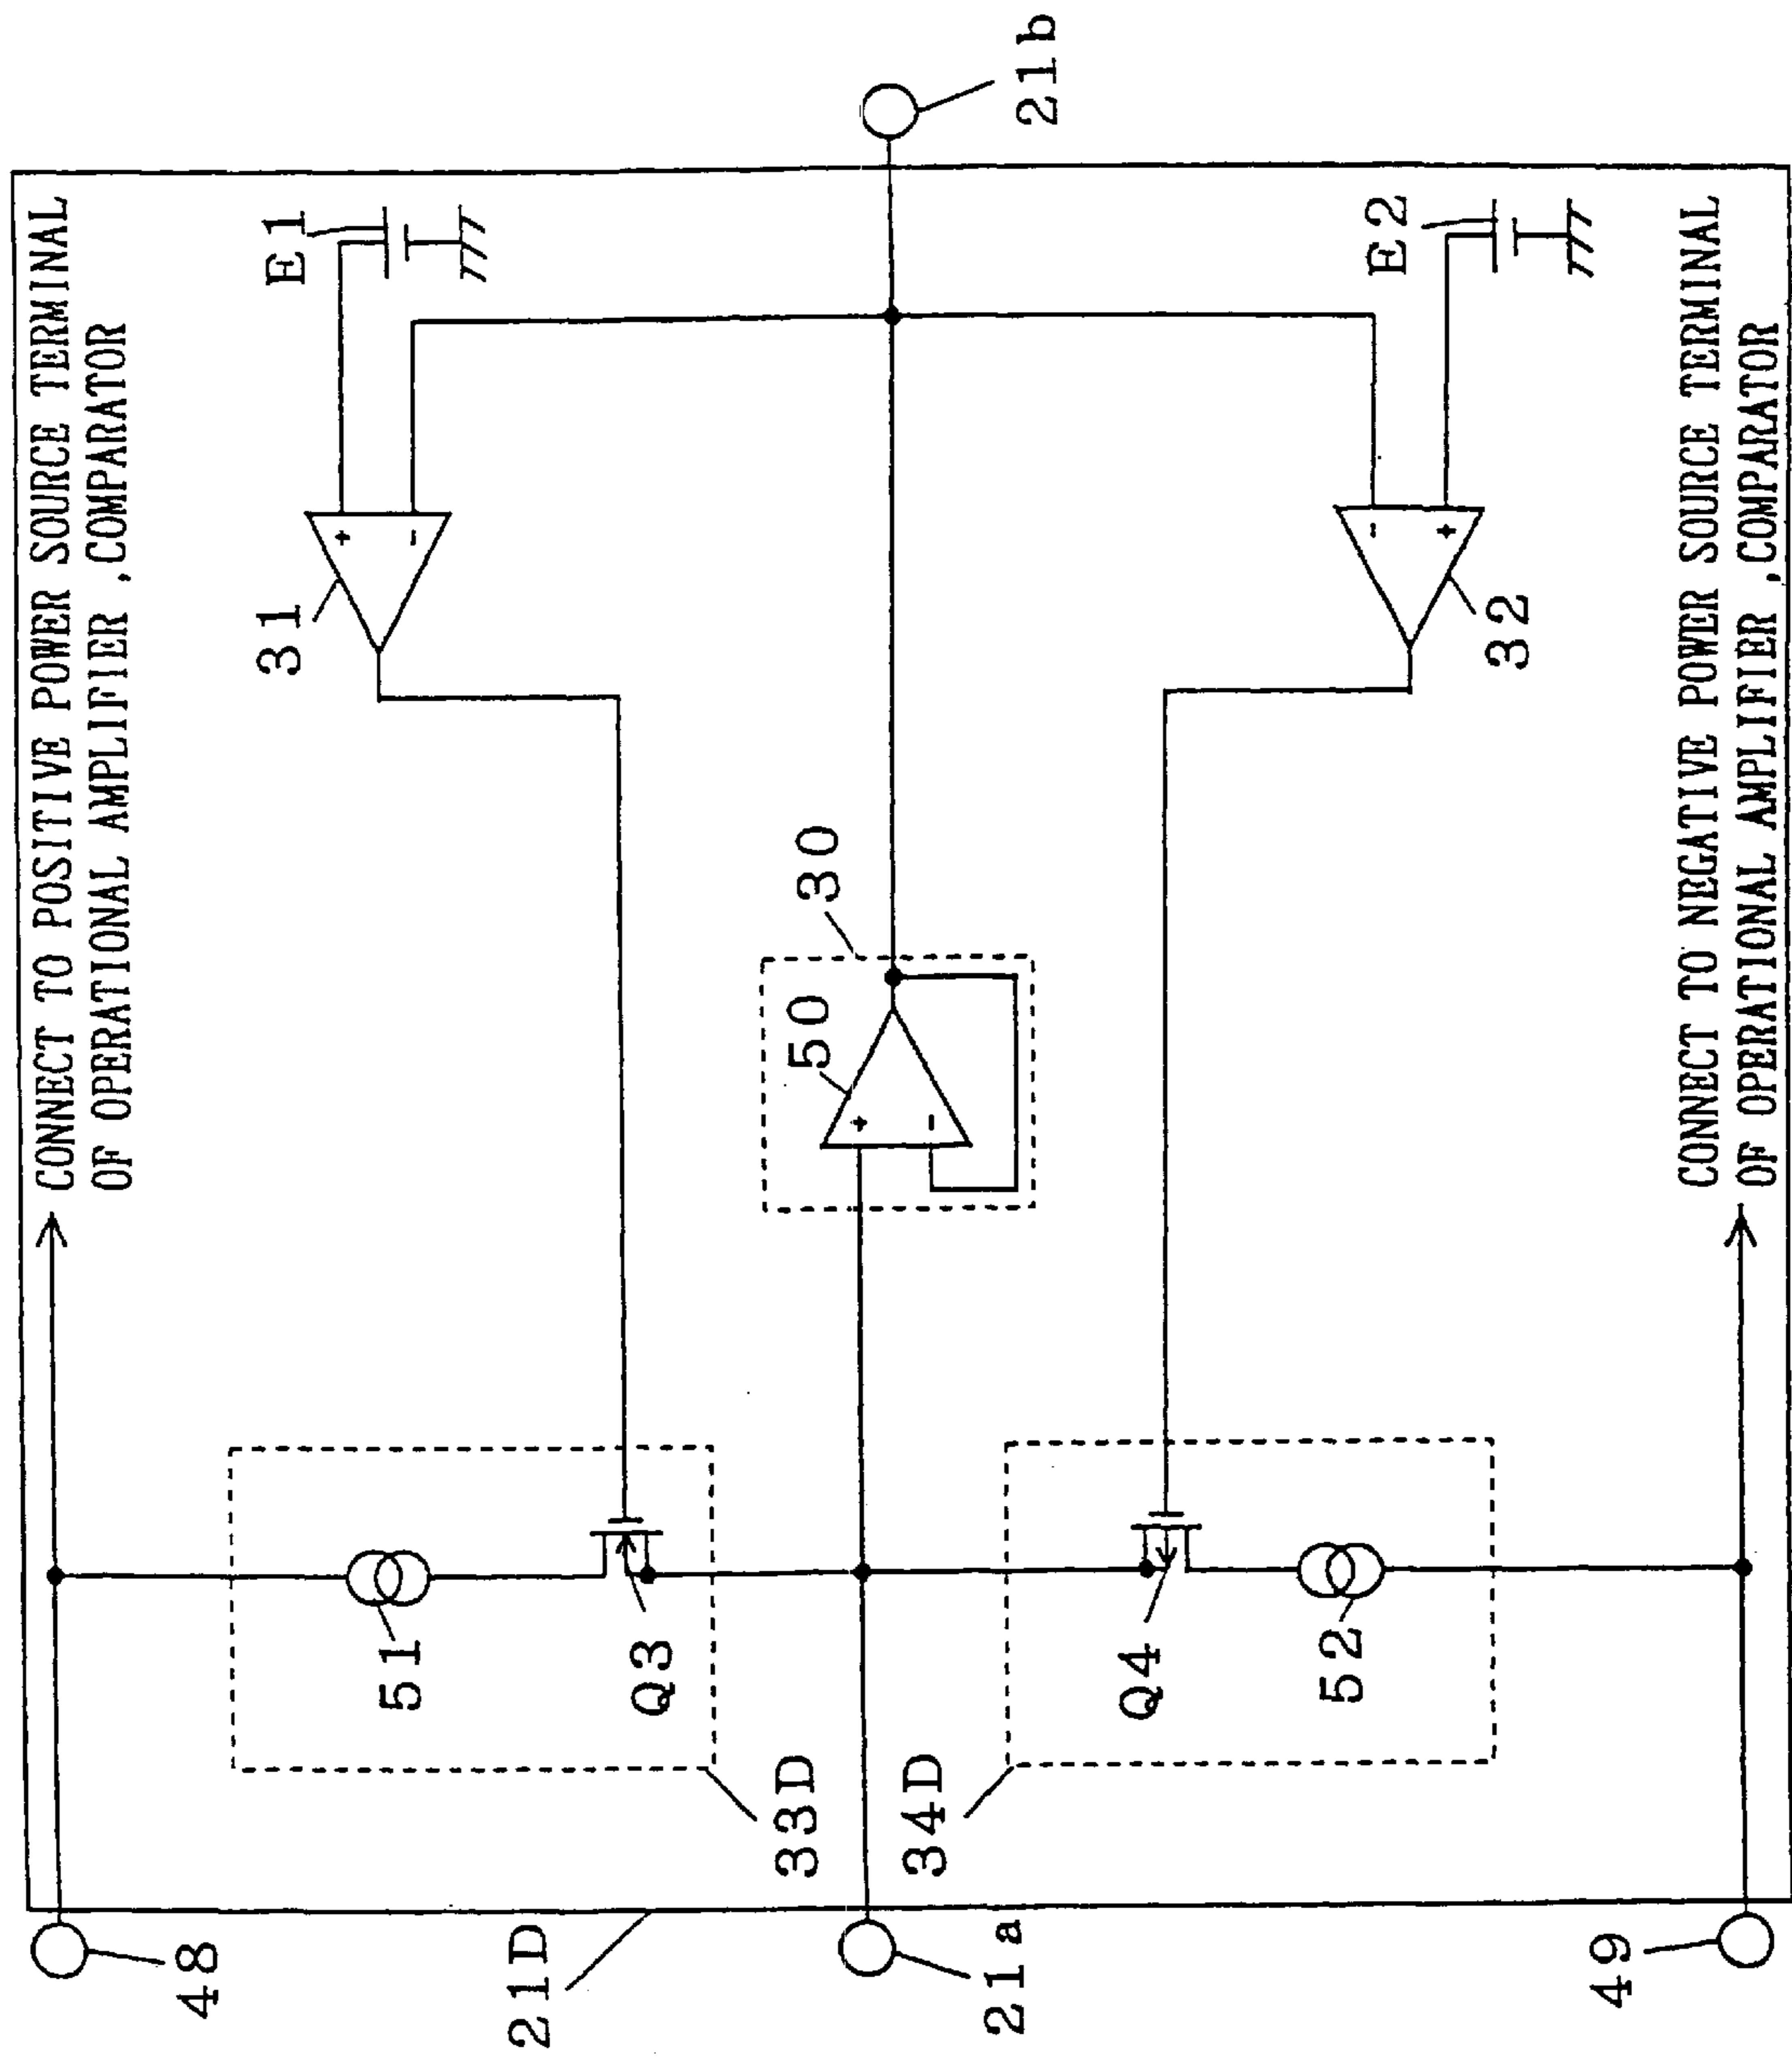 CONNECT TO POSITIVE POWER SOURCE TERMINAL
OF OPERATIONAL AMPLIFIER ,COMPARATOR
48
51
Q3
33D
31
+
-
E1
21D
21a
50
+
-
30
21b
34D
Q4
52
32
-
+
E2
49
CONNECT TO NEGATIVE POWER SOURCE TERMINAL
OF OPERATIONAL AMPLIFIER ,COMPARATOR